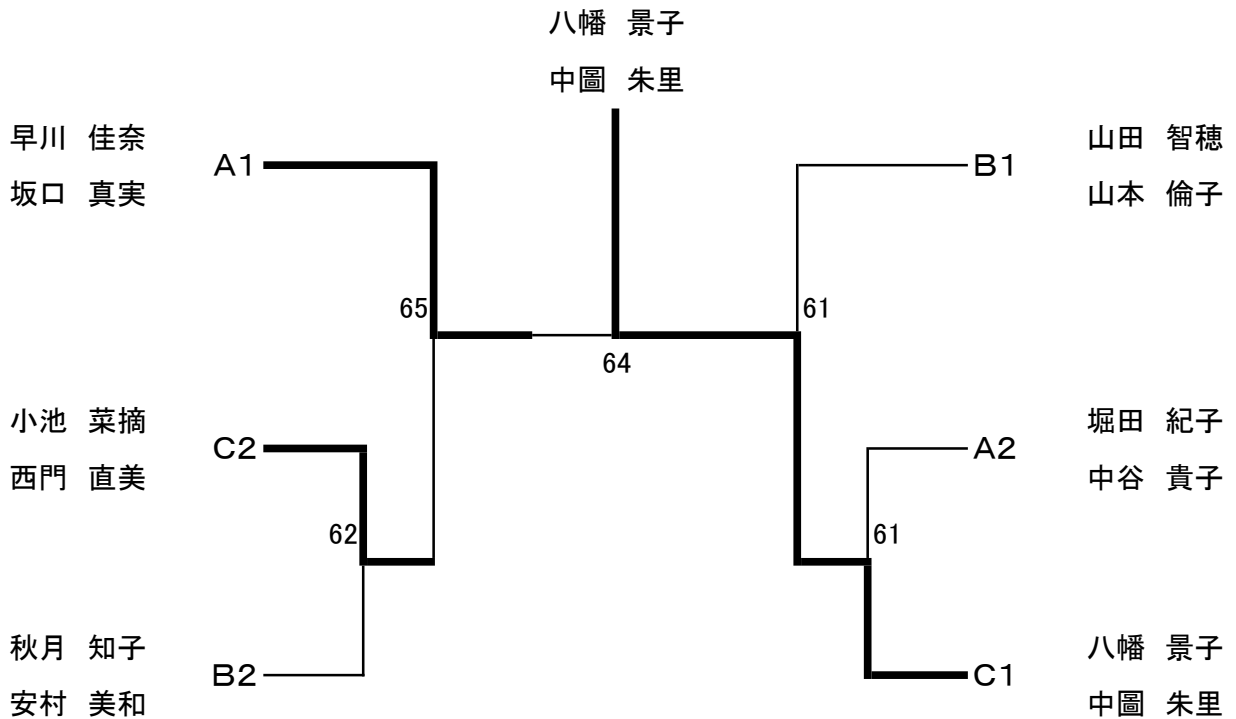 八幡 景子
中圖 朱里
早川 佳奈
坂口 真実
A1
B1
山田 智穂
山本 倫子
65
61
64
小池 菜摘
西門 直美
C2
A2
堀田 紀子
中谷 貴子
62
61
秋月 知子
安村 美和
B2
C1
八幡 景子
中圖 朱里